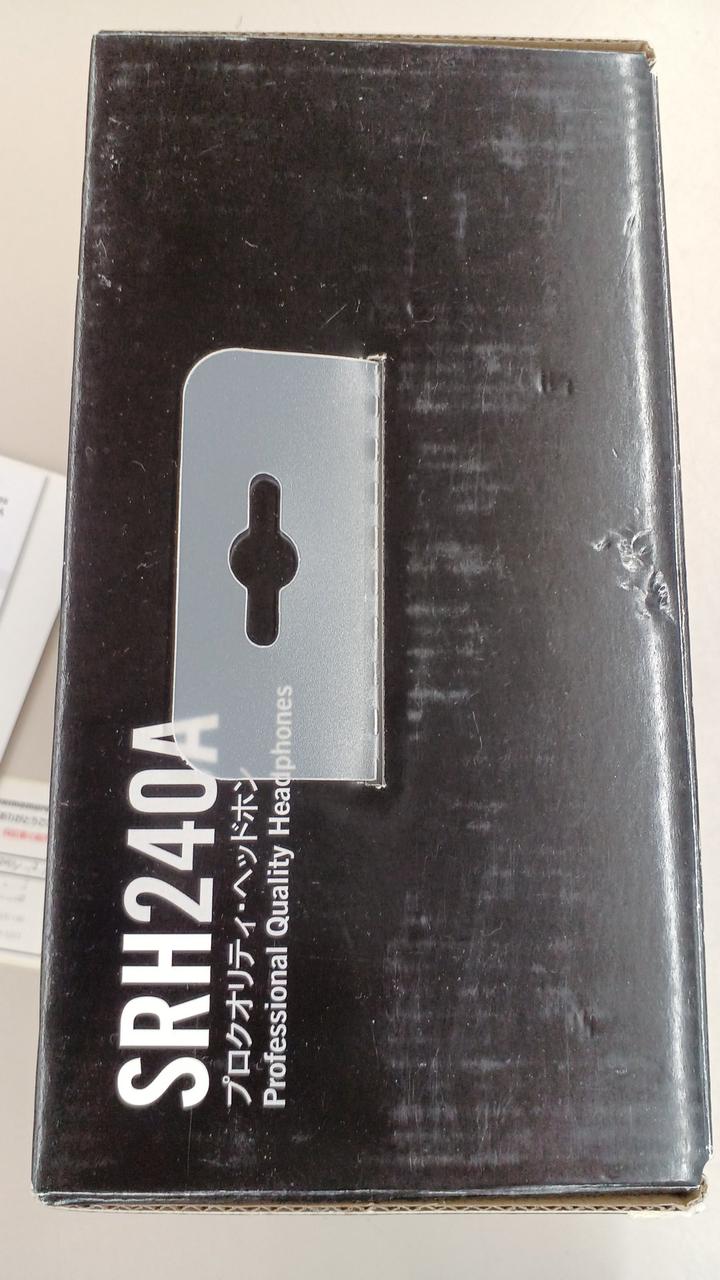 SRH240A
プロクオリティ・ヘッドホン
Professional Quality Headphones